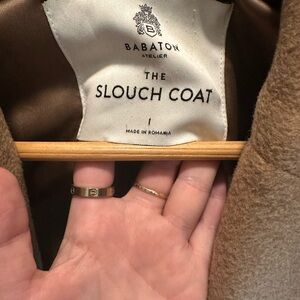 B
BABATON
ATELIER
THE
SLOUCH COAT
1
MADE IN ROMANIA